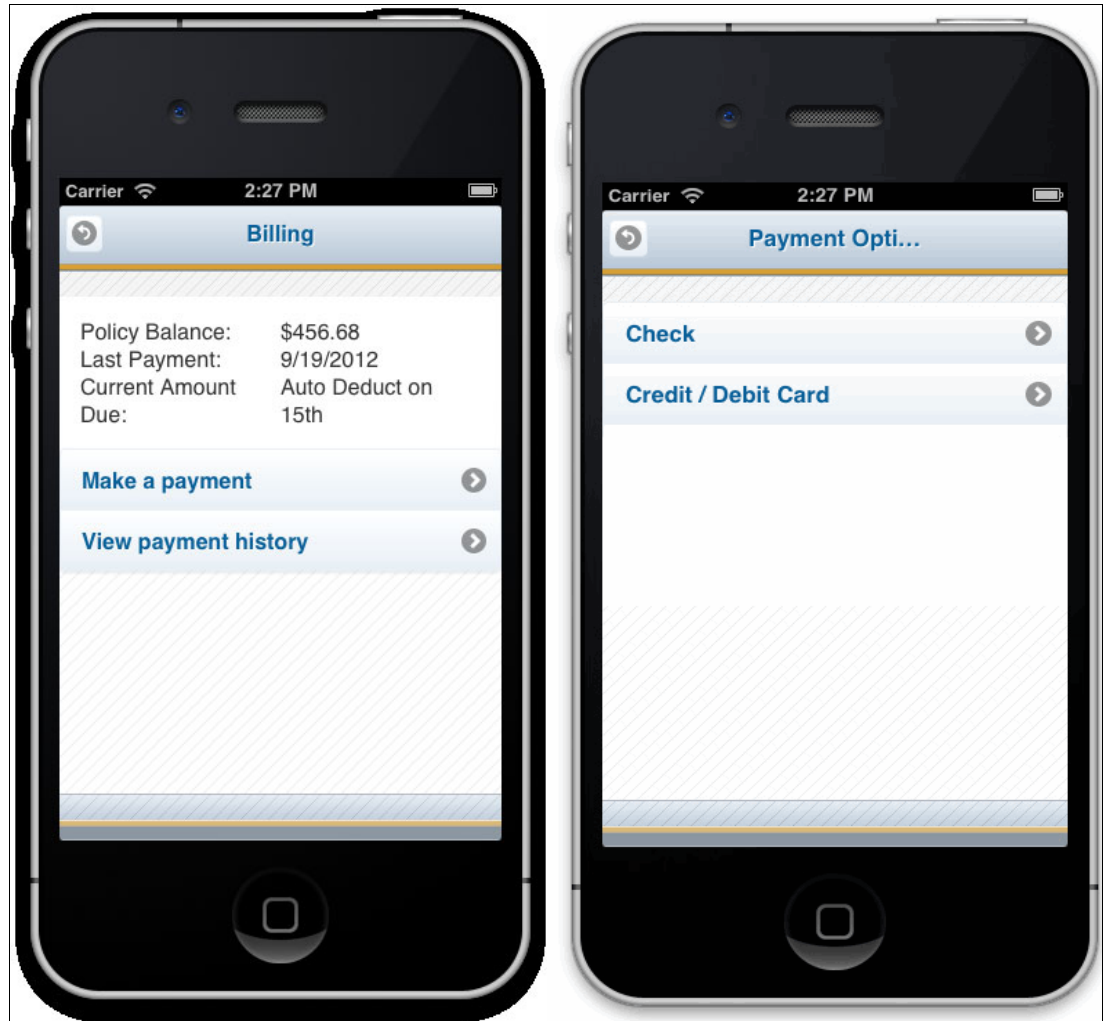 Carrier 2:27 PM
Billing
Policy Balance: $456.68
Last Payment: 9/19/2012
Current Amount Auto Deduct on
Due: 15th
Make a payment
View payment history
Carrier 2:27 PM
Payment Opti...
Check
Credit / Debit Card